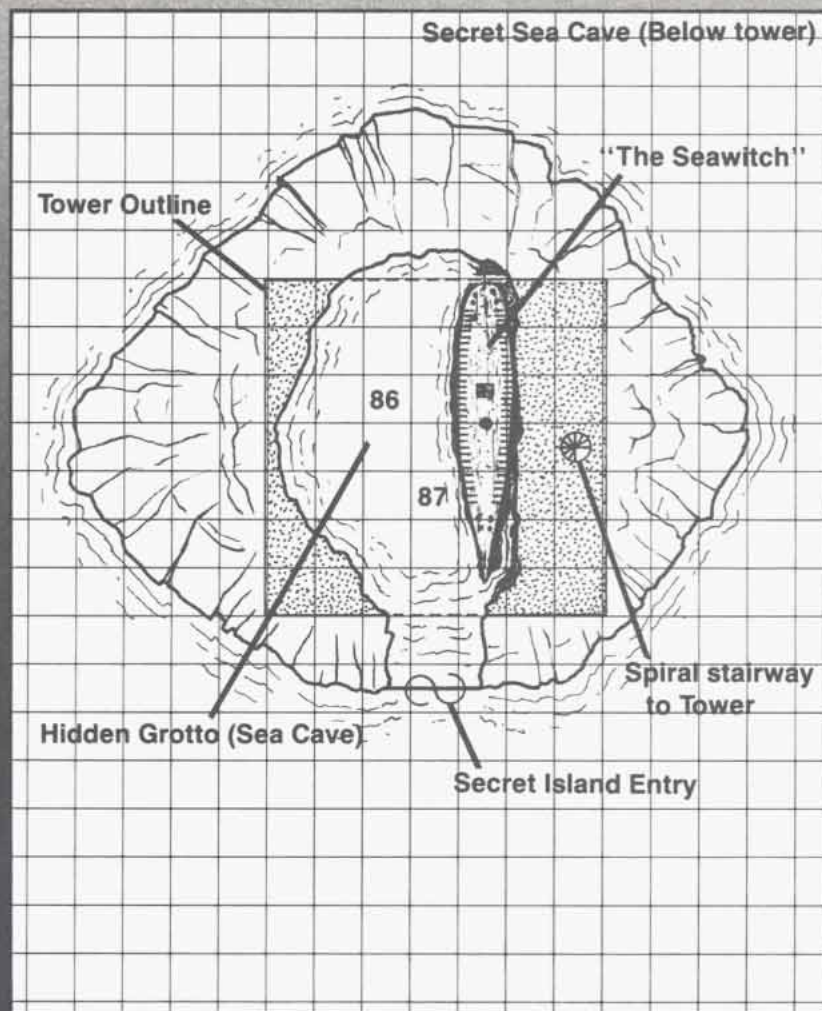 Secret Sea Cave (Below tower)
"The Seawitch"
Tower Outline
86
87
Spiral stairway
to Tower
Hidden Grotto (Sea Cave)
Secret Island Entry